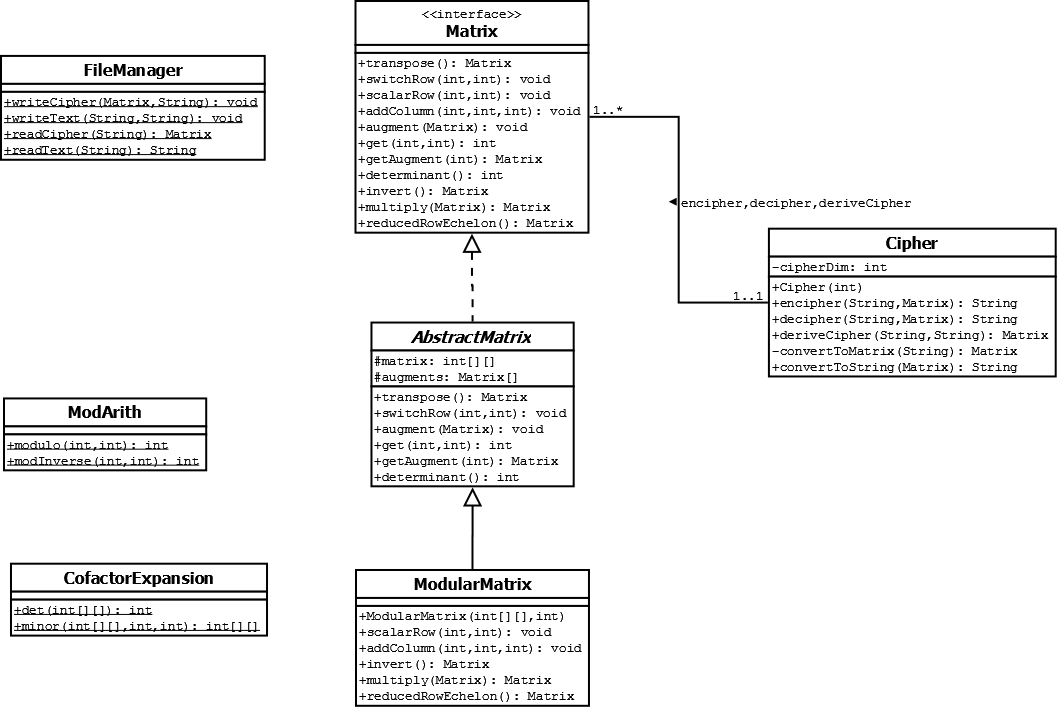 FileManager
+writeCipher(Matrix,String): void
+writeText(String,String): void
+readCipher(String): Matrix
+readText(String): String
<<interface>>
Matrix
+transpose(): Matrix
+switchRow(int,int): void
+scalarRow(int,int): void
+addColumn(int,int,int): void
+augment(Matrix): void
+get(int,int): int
+getAugment(int): Matrix
+determinant(): int
+invert(): Matrix
+multiply(Matrix): Matrix
+reducedRowEchelon(): Matrix
1..*
encipher,decipher,deriveCipher
1..1
Cipher
-cipherDim: int
+Cipher(int)
+encipher(String,Matrix): String
+decipher(String,Matrix): String
+deriveCipher(String,String): Matrix
-convertToMatrix(String): Matrix
+convertToString(Matrix): String
AbstractMatrix
#matrix: int[][]
#augments: Matrix[]
+transpose(): Matrix
+switchRow(int,int): void
+augment(Matrix): void
+get(int,int): int
+getAugment(int): Matrix
+determinant(): int
ModArith
+modulo(int,int): int
+modInverse(int,int): int
CofactorExpansion
+det(int[][]): int
+minor(int[][],int,int): int[][]
ModularMatrix
+ModularMatrix(int[][],int)
+scalarRow(int,int): void
+addColumn(int,int,int): void
+invert(): Matrix
+multiply(Matrix): Matrix
+reducedRowEchelon(): Matrix